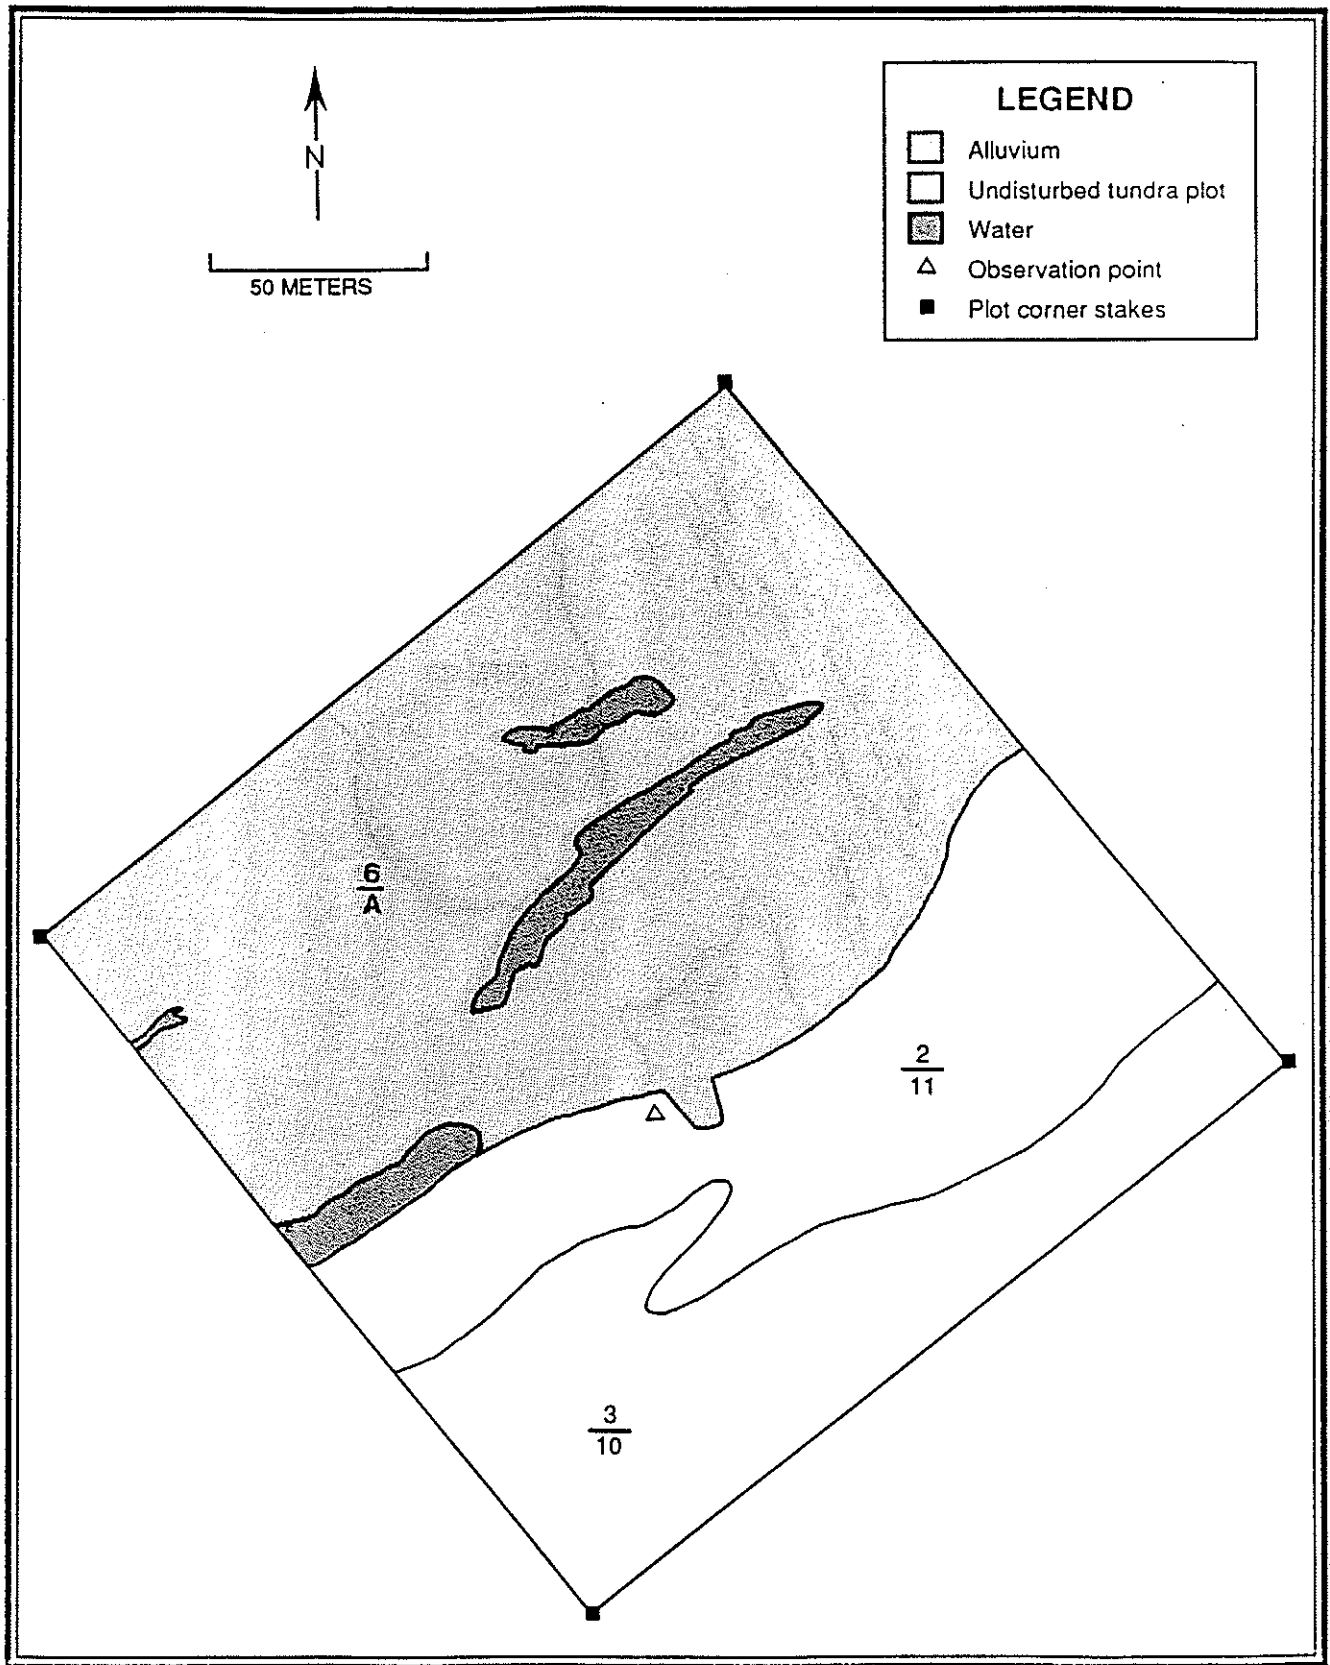 N
50 METERS
LEGEND
Alluvium
Undisturbed tundra plot
Water
Observation point
Plot corner stakes
6
A
2
11
3
10